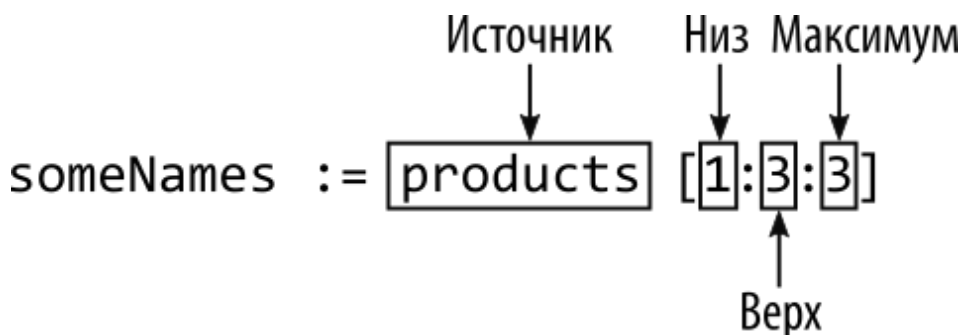 Источник Низ Максимум
someNames := products [1:3:3]
Верх